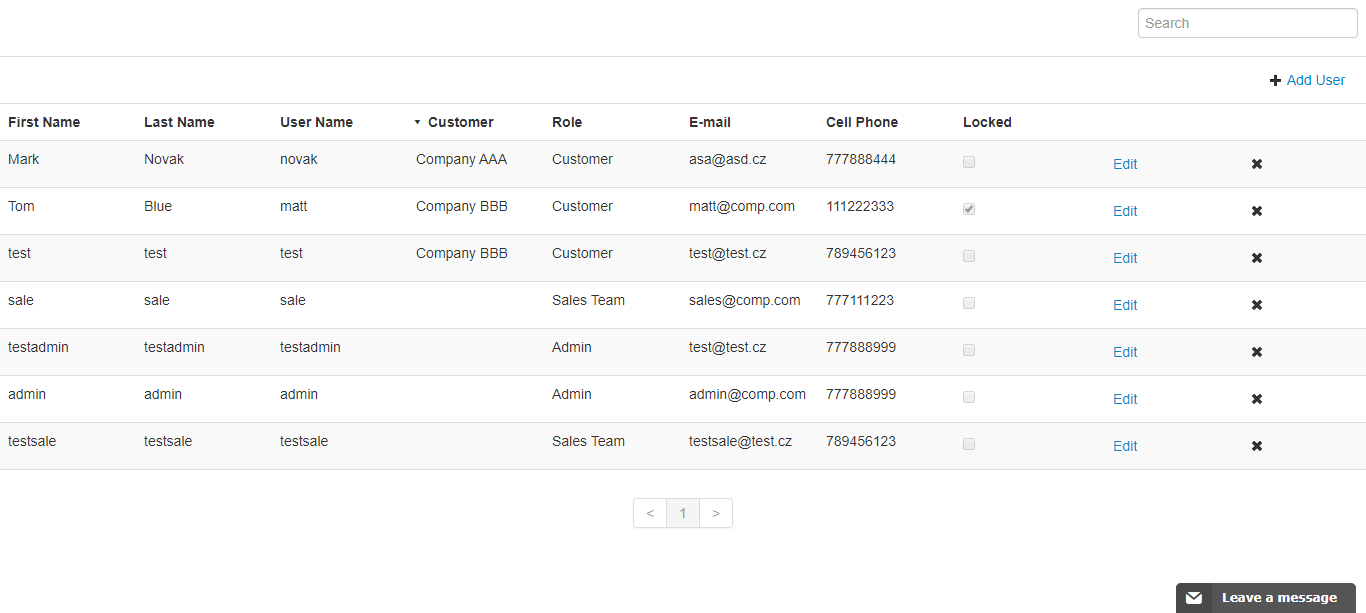 Search
Add User
First Name Last Name User Name Customer Role E-mail Cell Phone Locked
Mark Novak novak Company AAA Customer asa@asd.cz 777888444 Edit
Tom Blue matt Company BBB Customer matt@comp.com 111222333 Edit
test test test Company BBB Customer test@test.cz 789456123 Edit
sale sale sale Sales Team sales@comp.com 777111223 Edit
testadmin testadmin testadmin Admin test@test.cz 777888999 Edit
admin admin admin Admin admin@comp.com 777888999 Edit
testsale testsale testsale Sales Team testsale@test.cz 789456123 Edit
< 1 >
Leave a message